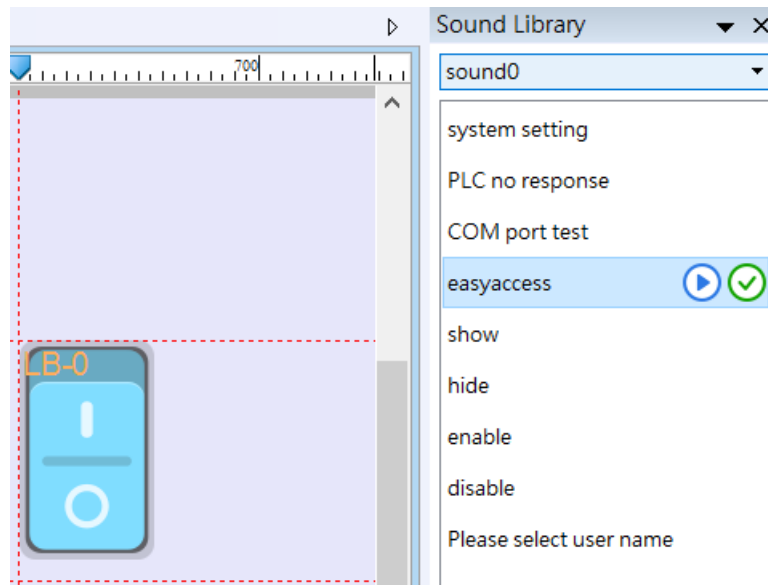 Sound Library
sound0
700
system setting
PLC no response
COM port test
easyaccess
show
hide
enable
disable
Please select user name
LB-0